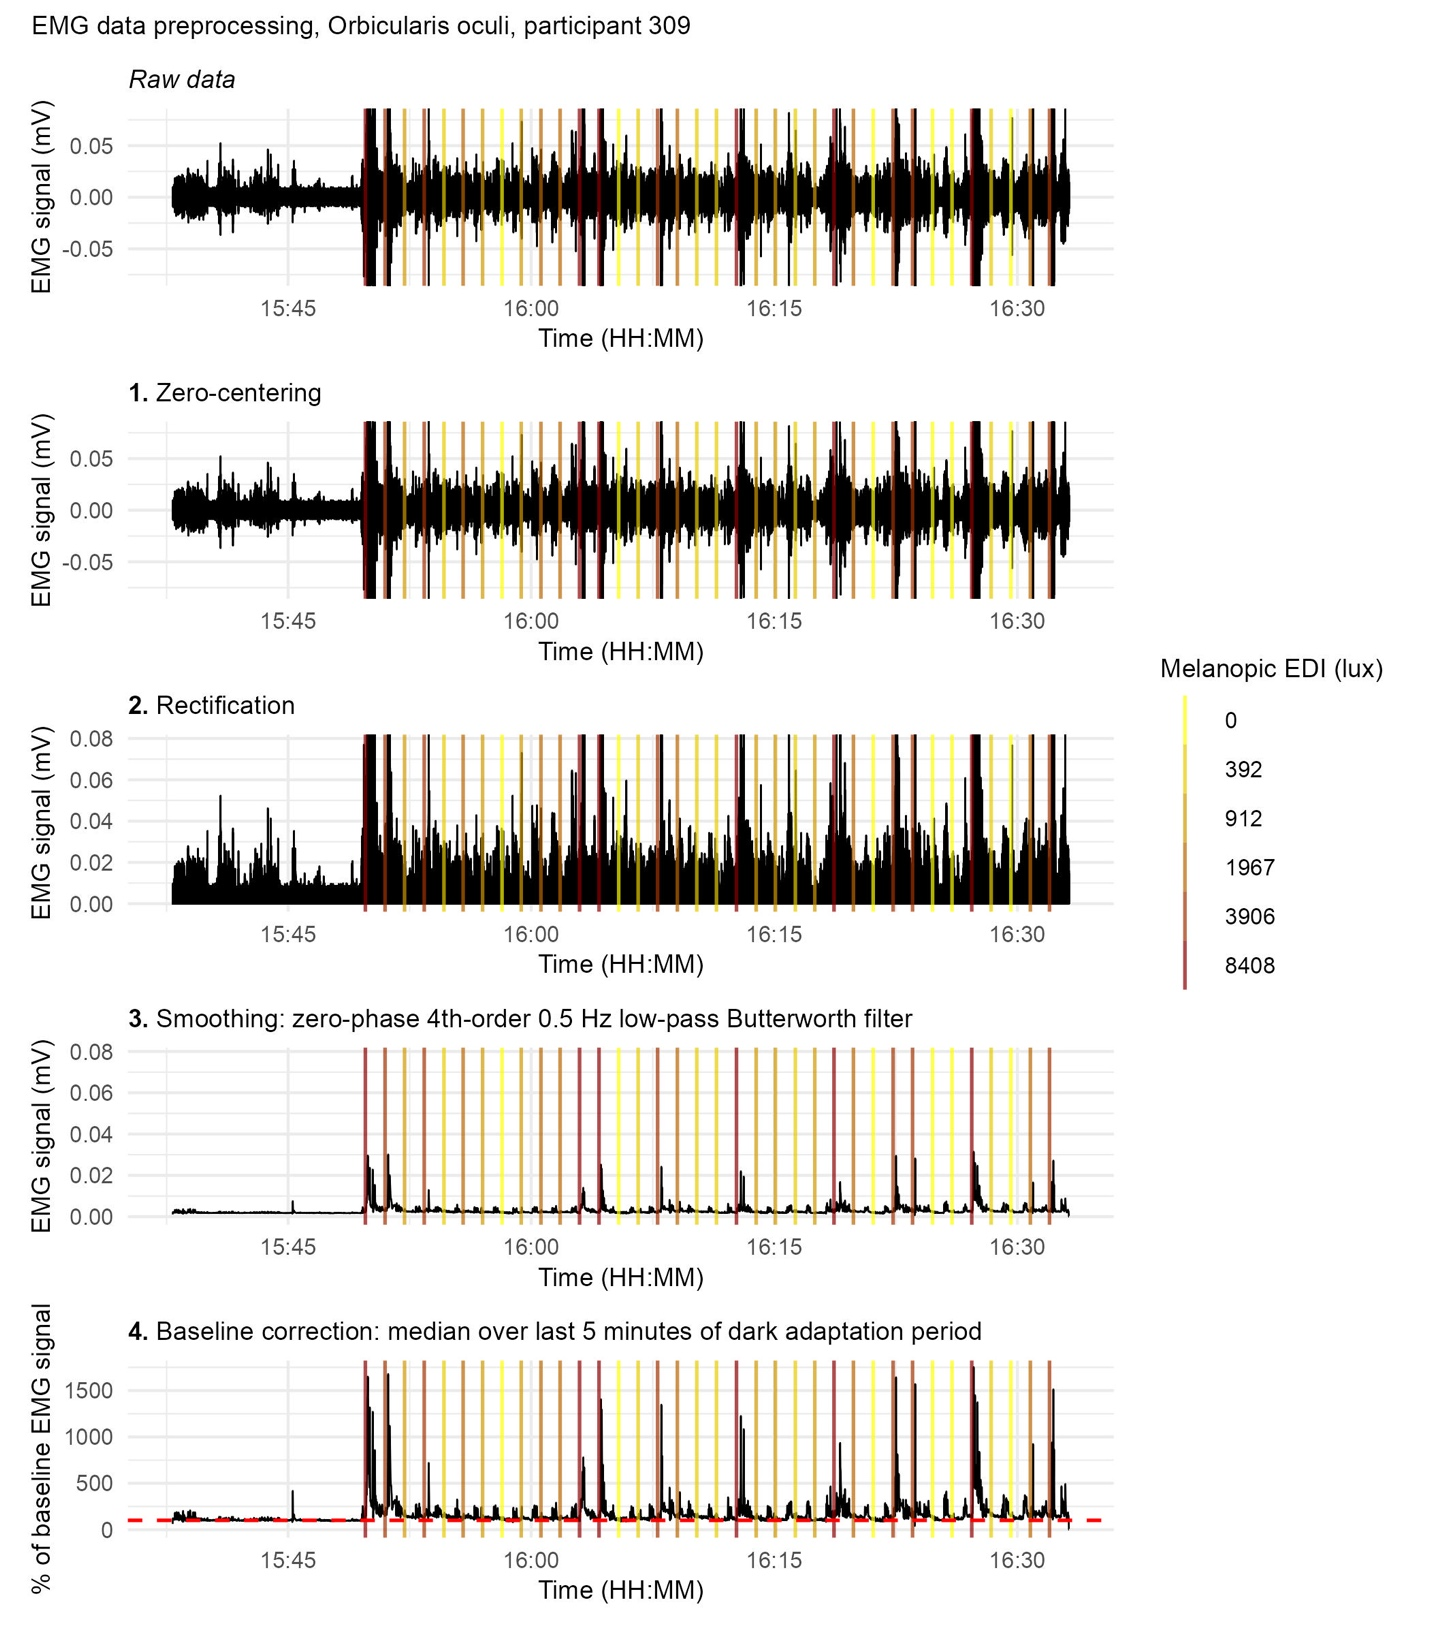 EMG data preprocessing, Orbicularis oculi, participant 309
Raw data
EMG signal (mV)
0.05
0.00
-0.05
15:45 16:00 16:15 16:30
Time (HH:MM)
1. Zero-centering
EMG signal (mV)
0.05
0.00
-0.05
15:45 16:00 16:15 16:30
Time (HH:MM)
2. Rectification
EMG signal (mV)
0.08
0.06
0.04
0.02
0.00
15:45 16:00 16:15 16:30
Time (HH:MM)
3. Smoothing: zero-phase 4th-order 0.5 Hz low-pass Butterworth filter
EMG signal (mV)
0.08
0.06
0.04
0.02
0.00
15:45 16:00 16:15 16:30
Time (HH:MM)
4. Baseline correction: median over last 5 minutes of dark adaptation period
% of baseline EMG signal
1500
1000
500
0
15:45 16:00 16:15 16:30
Time (HH:MM)
Melanopic EDI (lux)
0
392
912
1967
3906
8408